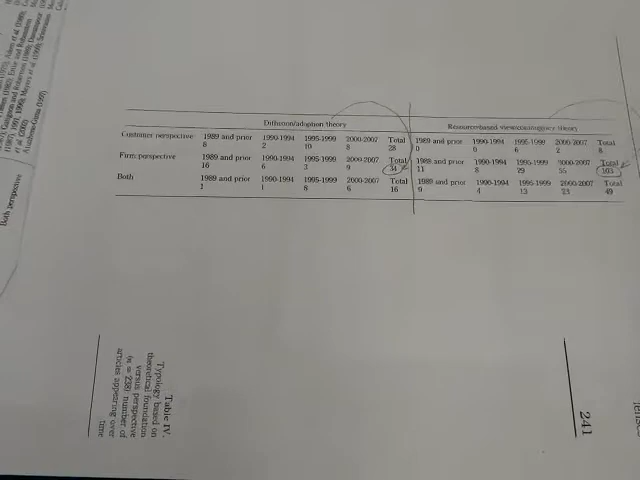 Diffusion/adoption theory Resource-based view/contingency theory
Customer perspective 1989 and prior 1990-1994 1995-1999 2000-2007 Total 1989 and prior 1990-1994 1995-1999 2000-2007 Total
8 2 10 8 28 0 0 6 2 8
Firm perspective 1989 and prior 1990-1994 1995-1999 2000-2007 Total 1989 and prior 1990-1994 1995-1999 2000-2007 Total
16 6 3 9 34 11 8 29 55 103
Both 1989 and prior 1990-1994 1995-1999 2000-2007 Total 1989 and prior 1990-1994 1995-1999 2000-2007 Total
1 1 8 6 16 9 4 13 23 49
Both perspective
Table IV.
Typology based on
theoretical foundation
versus perspective
(n = 238) number of
articles appearing over
time
241